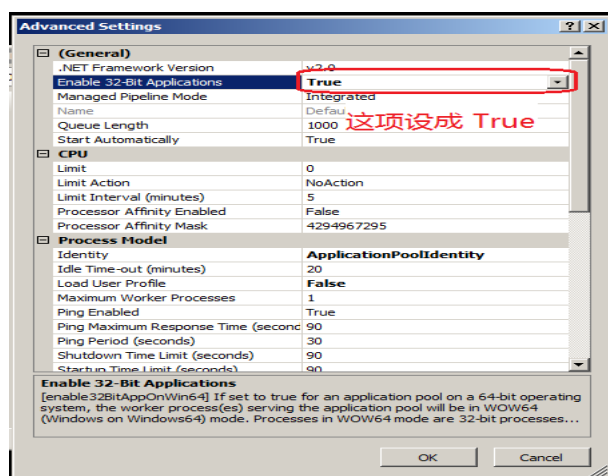 Advanced Settings
(General)
.NET Framework Version v2.0
Enable 32-Bit Applications True
Managed Pipeline Mode Integrated
Name Defau
Queue Length 1000 这项设成 True
Start Automatically True
CPU
Limit 0
Limit Action NoAction
Limit Interval (minutes) 5
Processor Affinity Enabled False
Processor Affinity Mask 4294967295
Process Model
Identity ApplicationPoolIdentity
Idle Time-out (minutes) 20
Load User Profile False
Maximum Worker Processes 1
Ping Enabled True
Ping Maximum Response Time (second 90
Ping Period (seconds) 30
Shutdown Time Limit (seconds) 90
Startup Time Limit (seconds) 90
Enable 32-Bit Applications
[enable32BitAppOnWin64] If set to true for an application pool on a 64-bit operating
system, the worker process(es) serving the application pool will be in WOW64
(Windows on Windows64) mode. Processes in WOW64 mode are 32-bit processes...
OK Cancel